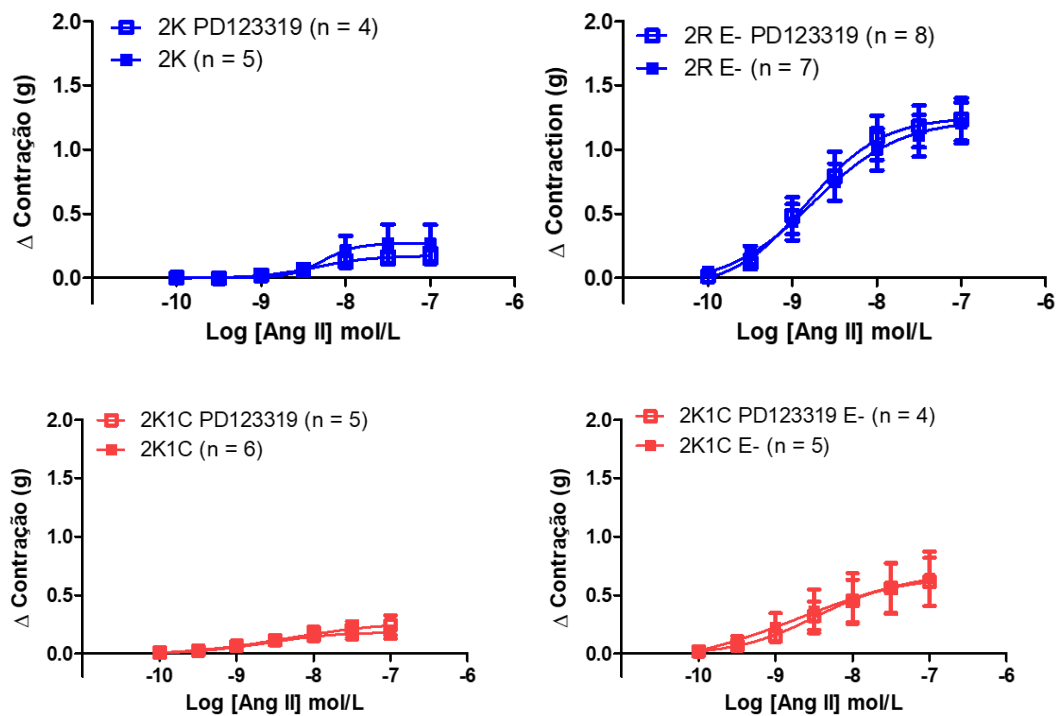 2K PD123319 (n = 4)
2K (n = 5)
Δ Contração (g)
2.0
1.5
1.0
0.5
0.0
-10 -9 -8 -7 -6
Log [Ang II] mol/L
2R E- PD123319 (n = 8)
2R E- (n = 7)
Δ Contraction (g)
2.0
1.5
1.0
0.5
0.0
-10 -9 -8 -7 -6
Log [Ang II] mol/L
2K1C PD123319 (n = 5)
2K1C (n = 6)
Δ Contração (g)
2.0
1.5
1.0
0.5
0.0
-10 -9 -8 -7 -6
Log [Ang II] mol/L
2K1C PD123319 E- (n = 4)
2K1C E- (n = 5)
Δ Contração (g)
2.0
1.5
1.0
0.5
0.0
-10 -9 -8 -7 -6
Log [Ang II] mol/L